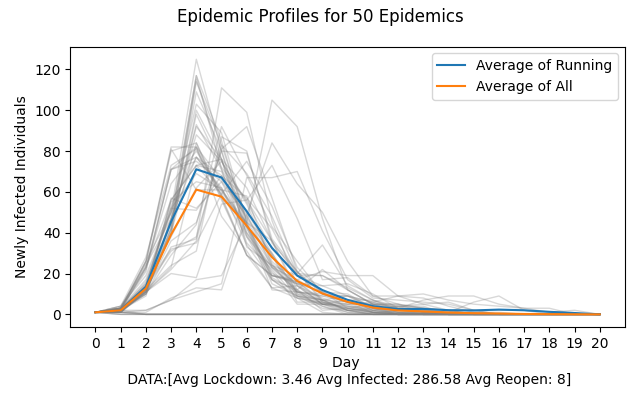 Epidemic Profiles for 50 Epidemics
Average of Running
Average of All
120
100
80
60
40
20
0
Newly Infected Individuals
0 1 2 3 4 5 6 7 8 9 10 11 12 13 14 15 16 17 18 19 20
Day
DATA:[Avg Lockdown: 3.46 Avg Infected: 286.58 Avg Reopen: 8]